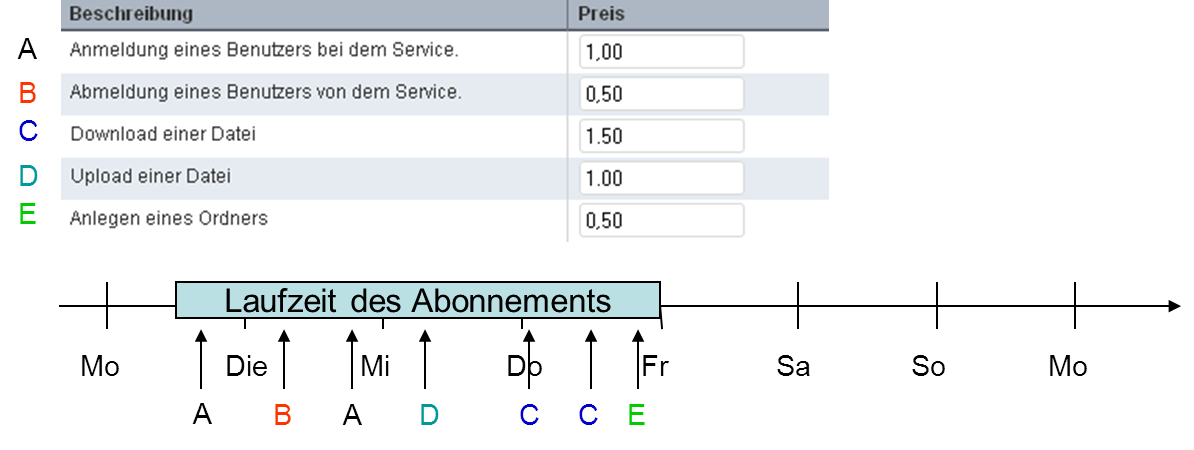 Beschreibung Preis
A Anmeldung eines Benutzers bei dem Service. 1,00
B Abmeldung eines Benutzers von dem Service. 0,50
C Download einer Datei 1.50
D Upload einer Datei 1.00
E Anlegen eines Ordners 0,50
Laufzeit des Abonnements
Mo Die Mi Do Fr Sa So Mo
A B A D C C E